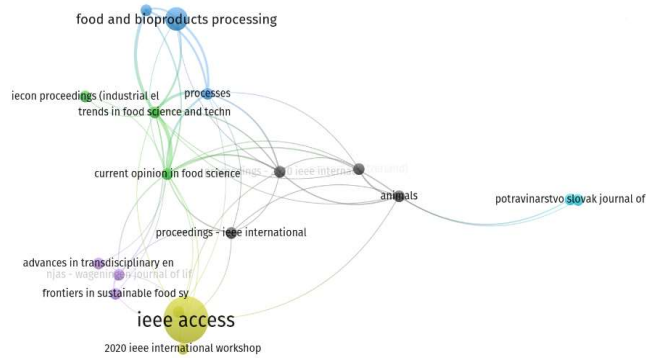 food and bioproducts processing
iecon proceedings (industrial el
processes
trends in food science and techn
current opinion in food science
animals
potravinarstvo slovak journal of
proceedings - ieee international
advances in transdisciplinary en
njas - wageningen journal of lif
frontiers in sustainable food sy
ieee access
2020 ieee international workshop